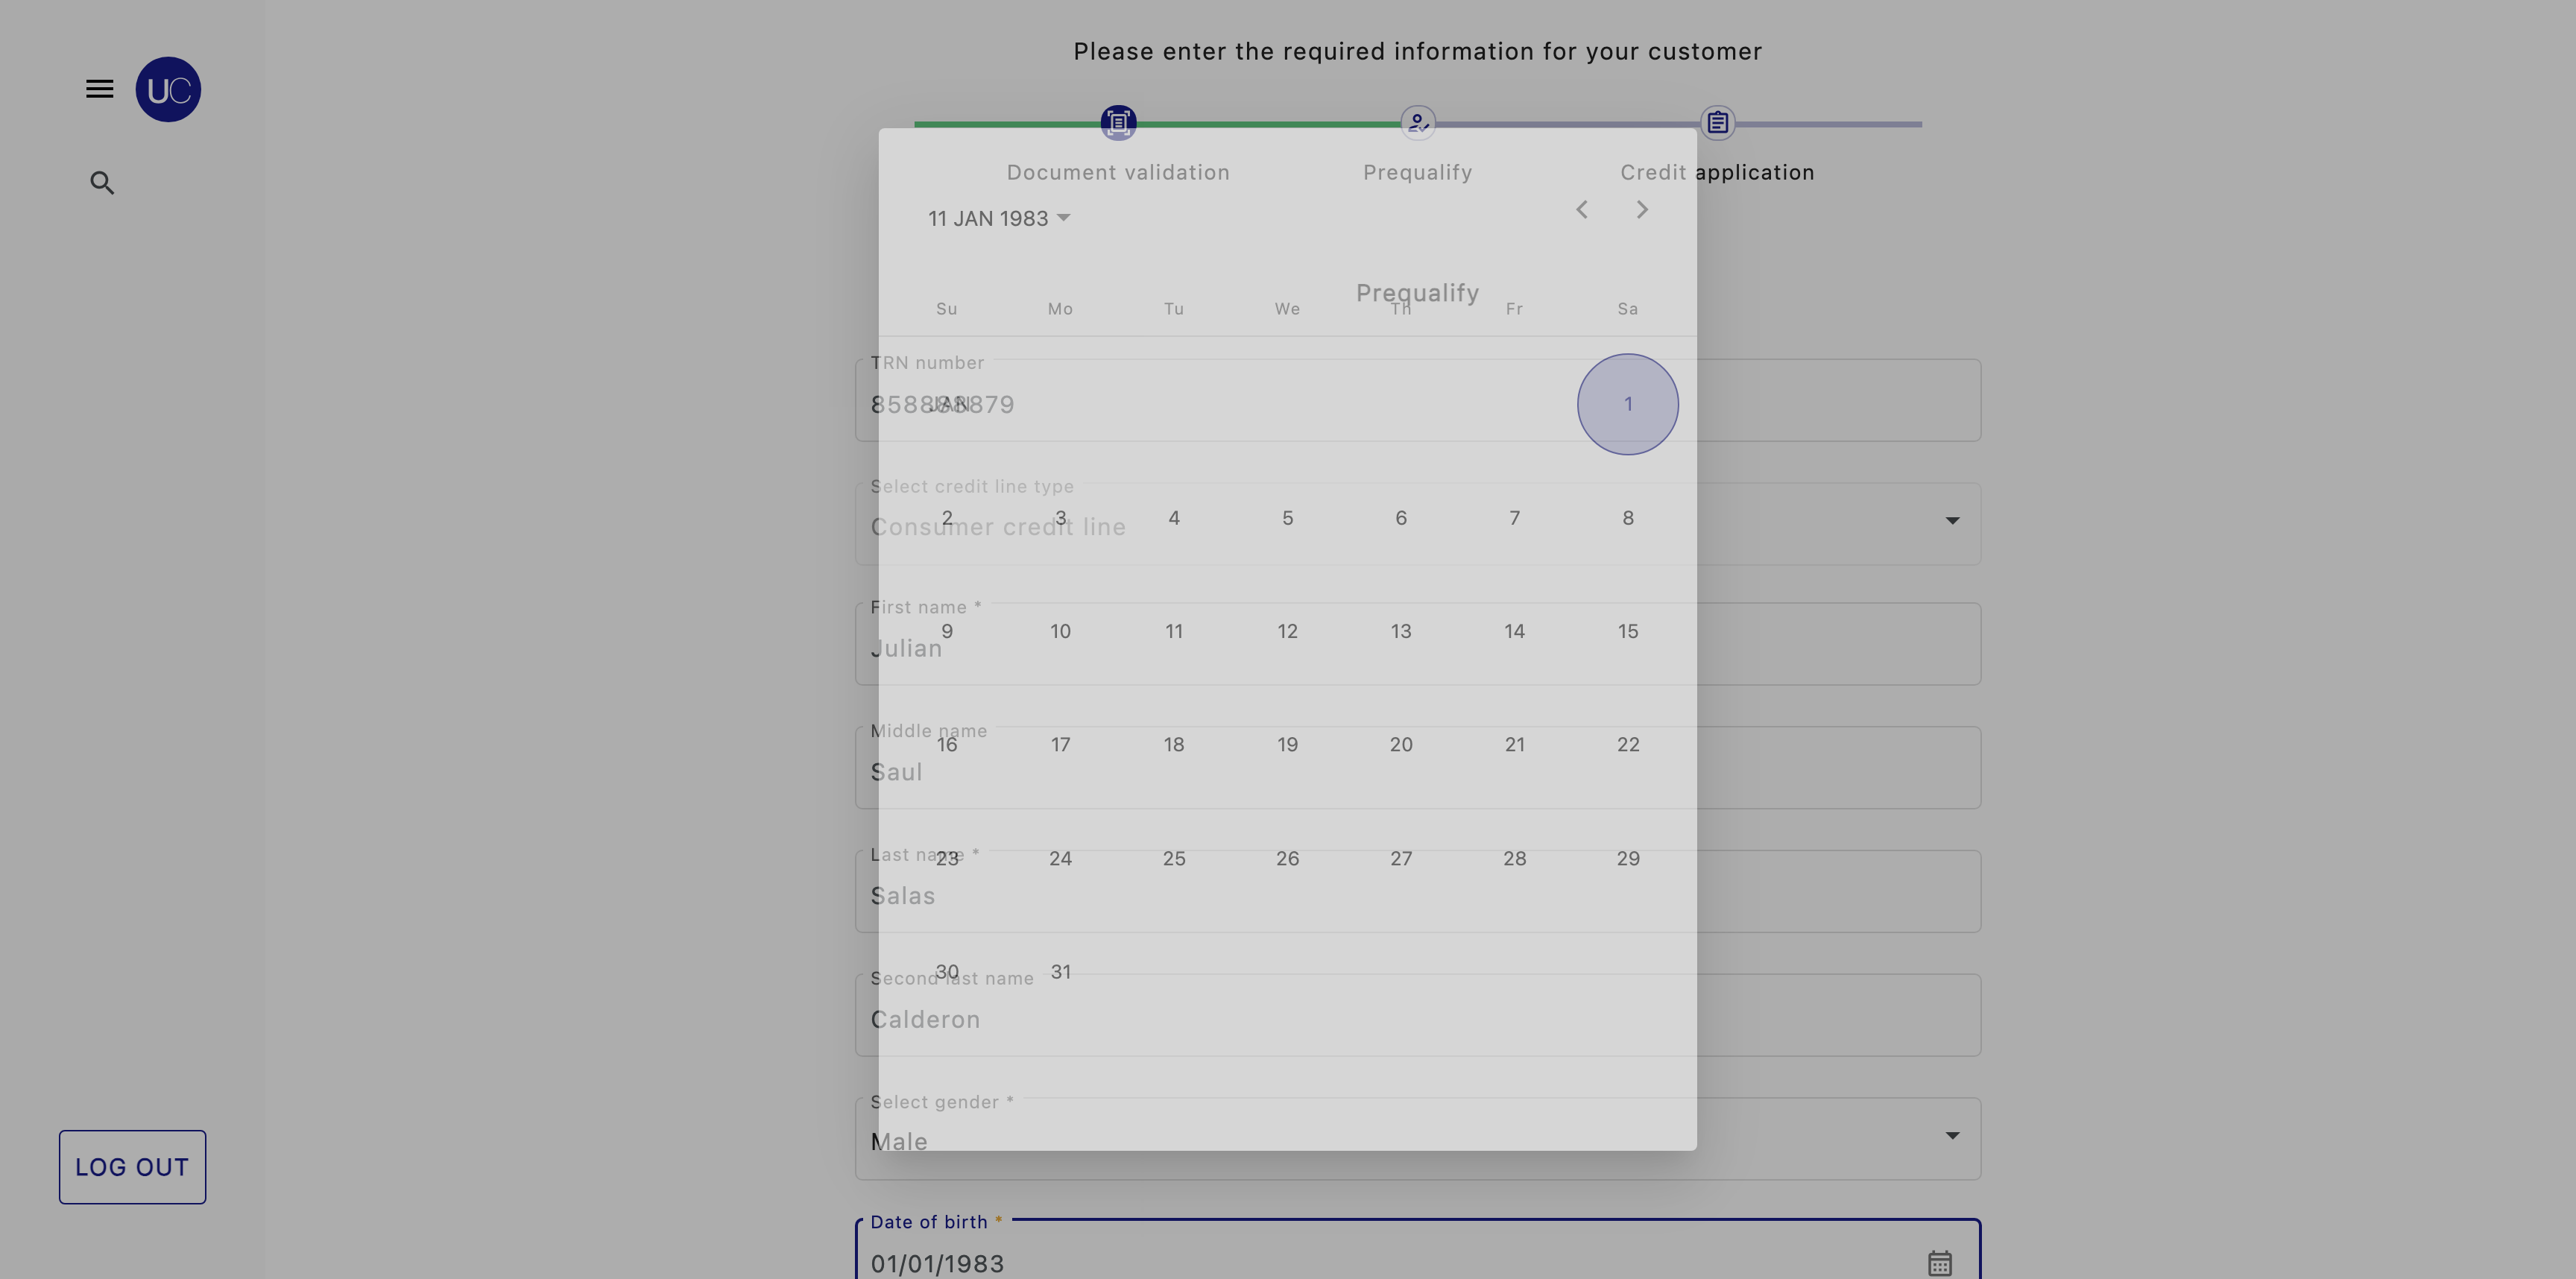 Please enter the required information for your customer
UC
Document validation
Prequalify
Credit application
11 JAN 1983
Prequalify
Su Mo Tu We Th Fr Sa
TRN number
858888879
JAN
1
Select credit line type
Consumer credit line
2 3 4 5 6 7 8
First name *
9 10 11 12 13 14 15
Julian
Middle name
16 17 18 19 20 21 22
Saul
Last name *
23 24 25 26 27 28 29
Salas
30 31
Second last name
Calderon
Select gender *
Male
LOG OUT
Date of birth *
01/01/1983